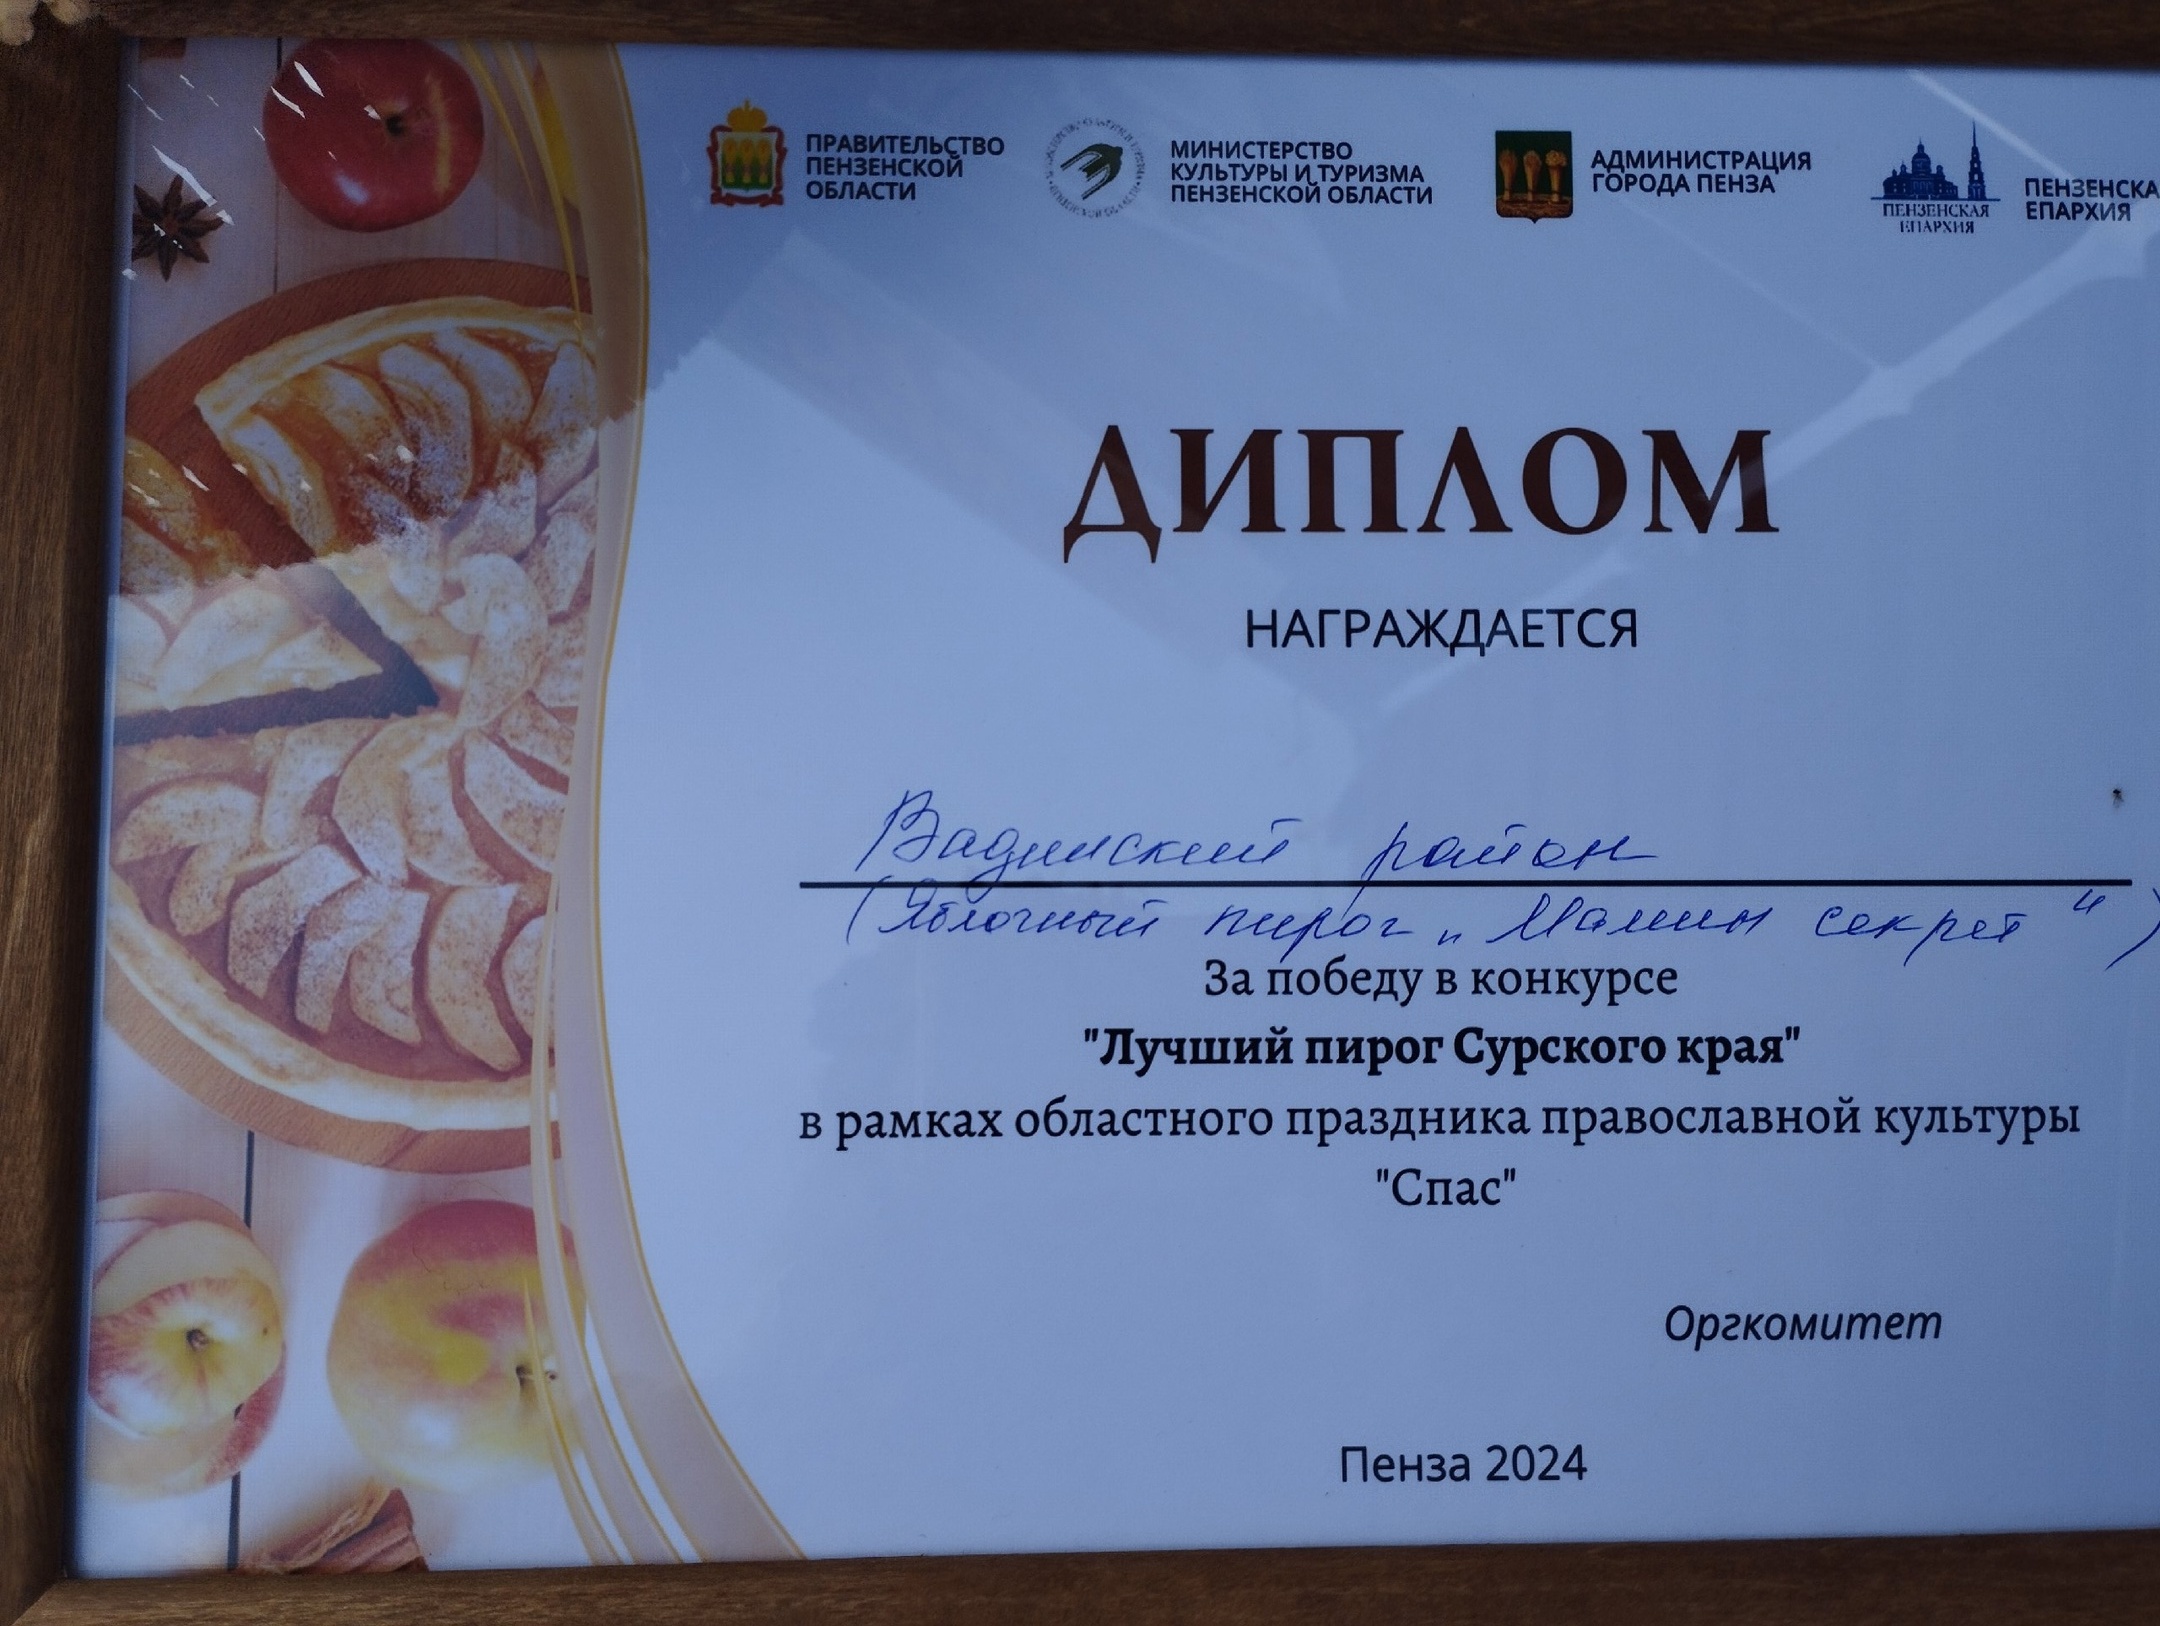 ПРАВИТЕЛЬСТВО
ПЕНЗЕНСКОЙ
ОБЛАСТИ
МИНИСТЕРСТВО
КУЛЬТУРЫ И ТУРИЗМА
ПЕНЗЕНСКОЙ ОБЛАСТИ
АДМИНИСТРАЦИЯ
ГОРОДА ПЕНЗА
ПЕНЗЕНСКАЯ
ЕПАРХИЯ
ПЕНЗЕНСКА
ЕПАРХИЯ
ДИПЛОМ
НАГРАЖДАЕТСЯ
Вадинский район
(Яблочный пирог „Мамин секрет“)
За победу в конкурсе
"Лучший пирог Сурского края"
в рамках областного праздника православной культуры
"Спас"
Оргкомитет
Пенза 2024